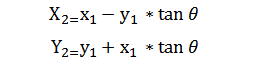 X₂₌x₁ − y₁ * tan θ
Y₂₌y₁ + x₁ * tan θ